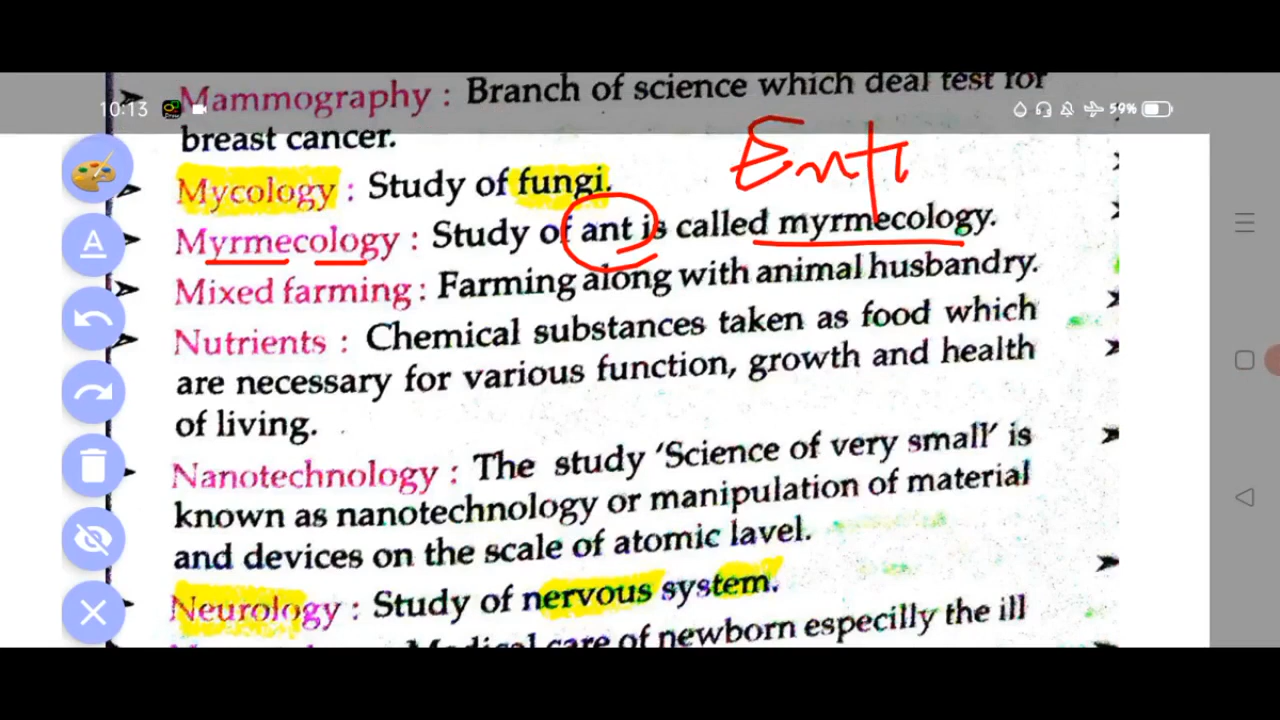 Mammography : Branch of science which deal test for
10:13
59%
breast cancer.
Enti
Mycology : Study of fungi.
Myrmecology : Study of ant is called myrmecology.
Mixed farming : Farming along with animal husbandry.
Nutrients : Chemical substances taken as food which
are necessary for various function, growth and health
of living.
Nanotechnology : The study 'Science of very small' is
known as nanotechnology or manipulation of material
and devices on the scale of atomic lavel.
Neurology : Study of nervous system.
Medical care of newborn especilly the ill